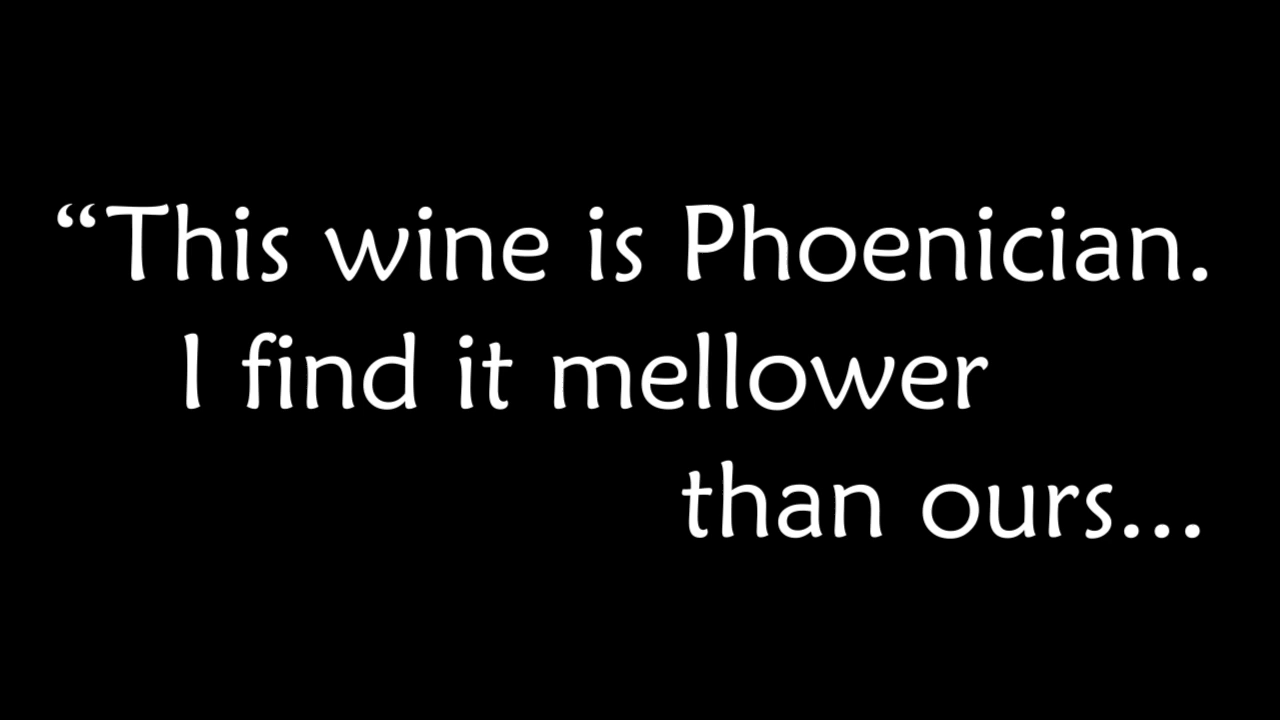 “This wine is Phoenician.
I find it mellower
than ours...